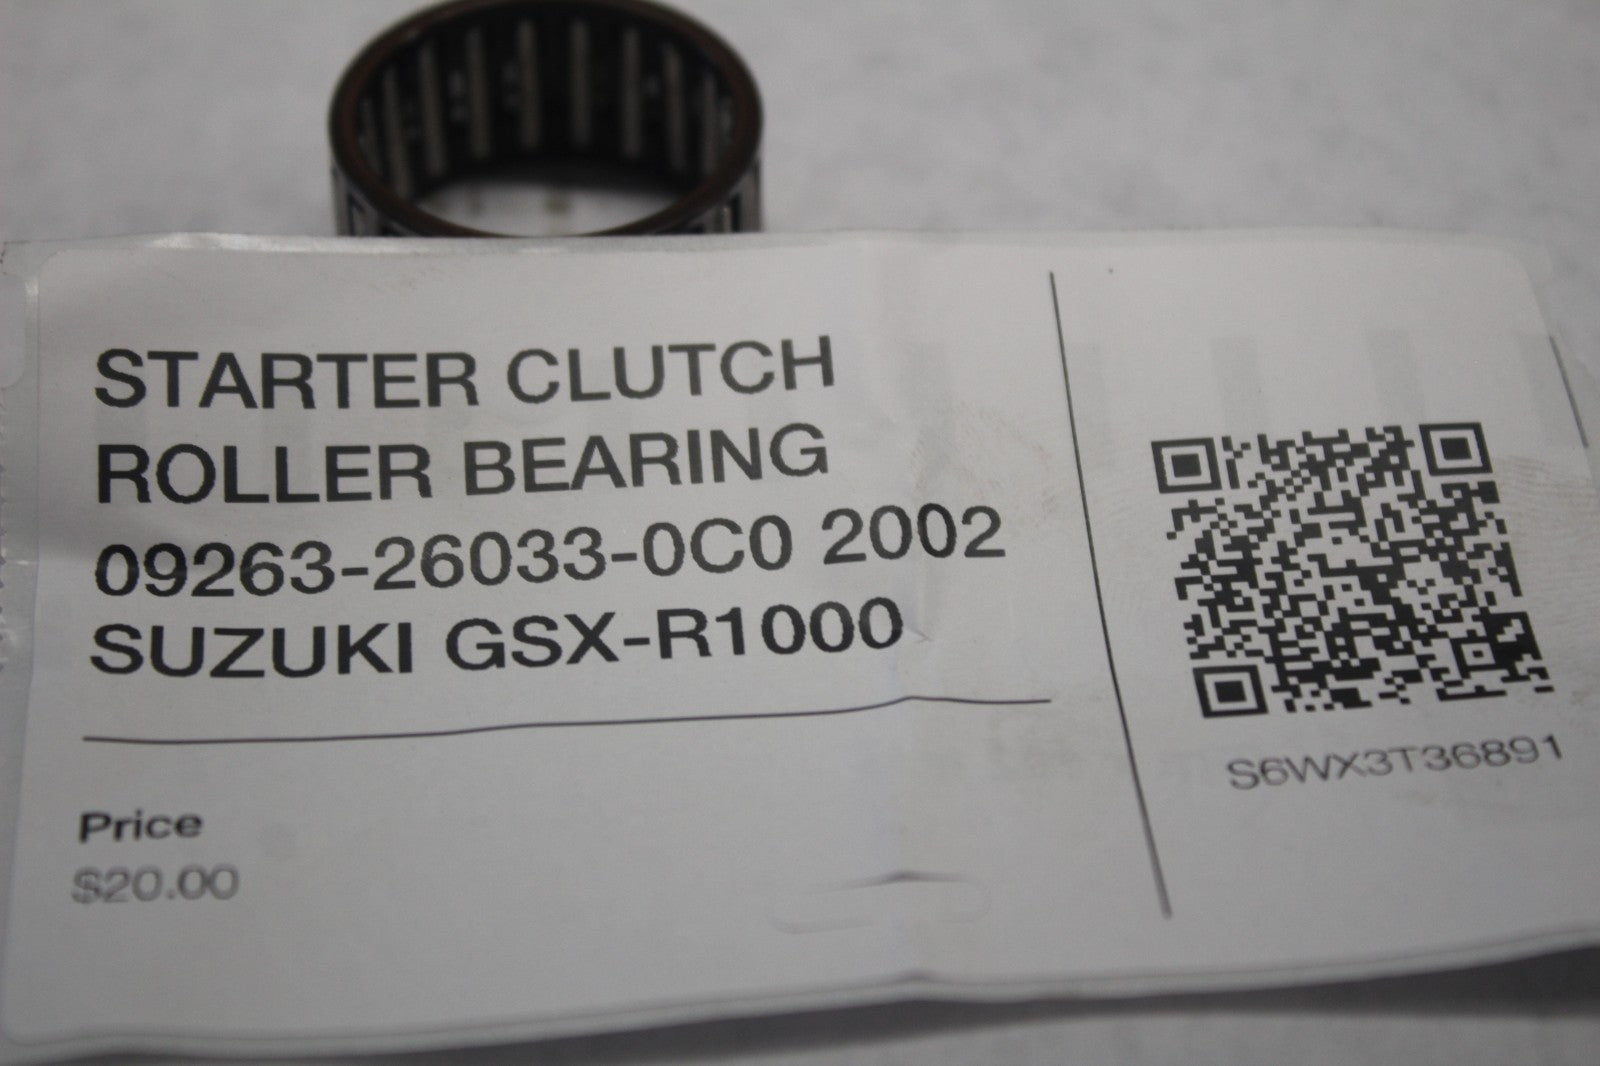 STARTER CLUTCH
ROLLER BEARING
09263-26033-0C0 2002
SUZUKI GSX-R1000
Price
$20.00
S6WX3T36891